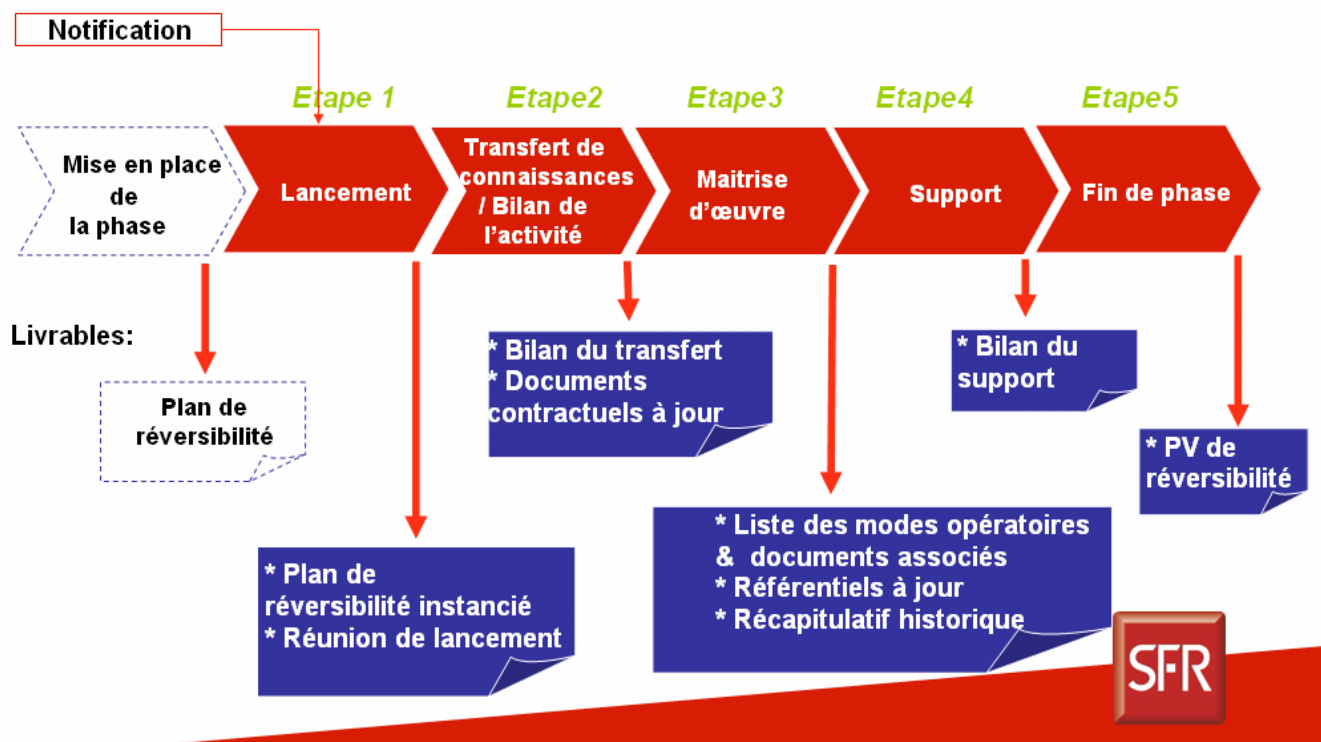 Notification
Etape 1
Etape2
Etape3
Etape4
Etape5
Mise en place
de
la phase
Lancement
Transfert de
connaissances
/ Bilan de
l'activité
Maitrise
d'œuvre
Support
Fin de phase
Livrables:
Plan de
réversibilité
* Plan de
réversibilité instancié
* Réunion de lancement
* Bilan du transfert
* Documents
contractuels à jour
* Liste des modes opératoires
& documents associés
* Référentiels à jour
* Récapitulatif historique
* Bilan du
support
* PV de
réversibilité
SFR